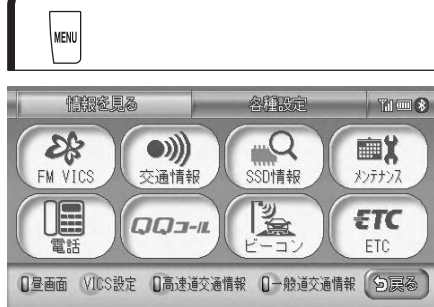 MENU
情報を見る 各種設定
FM VICS 交通情報 SSD情報 メンテナンス
電話 QQコール ビーコン ETC ETC
昼画面 VICS設定 高速道交通情報 一般道交通情報 戻る